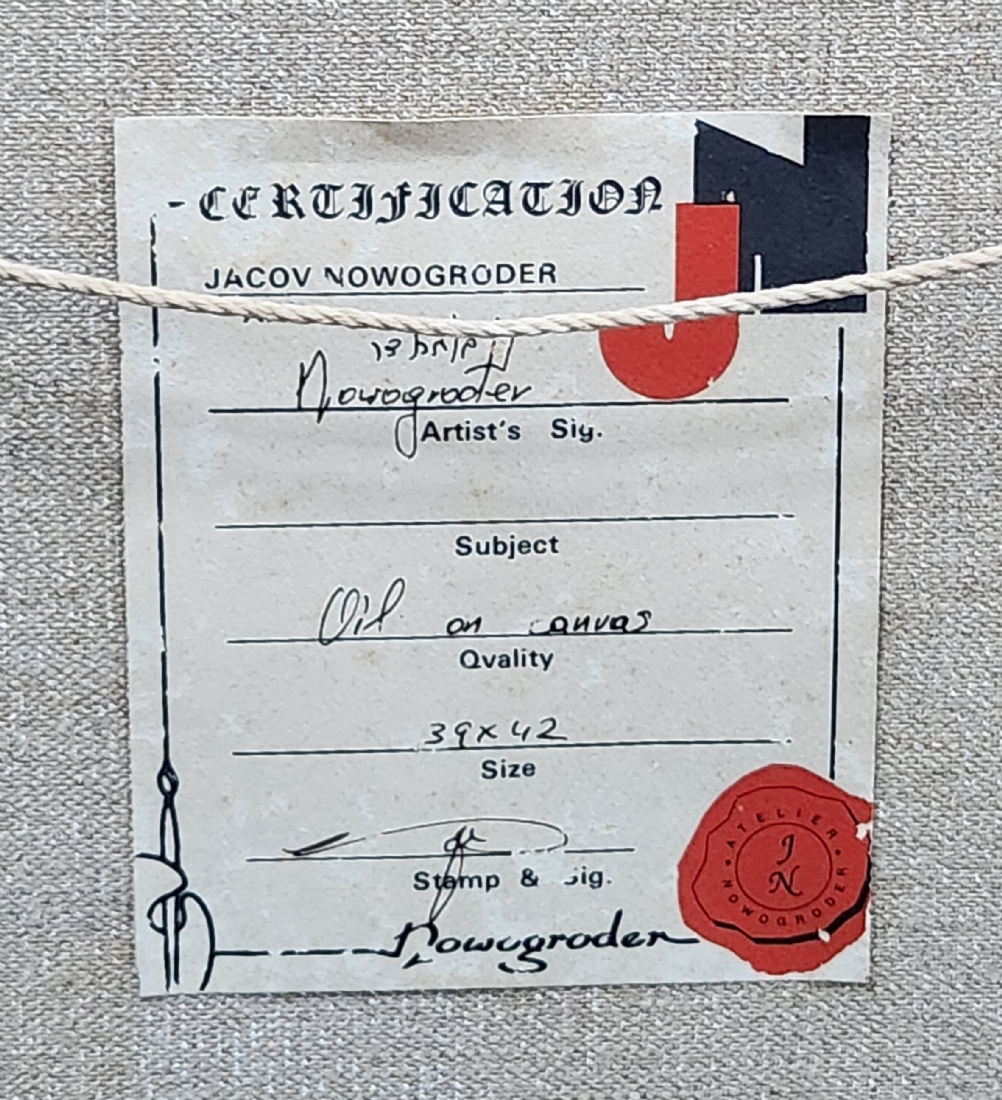 - CERTIFICATION
JACOV NOWOGRODER
Nowogroder
Artist's Sig.
Subject
Oil on canvas
Qvality
39x42
Size
Stamp & Sig.
Nowogroder
ATELIER
J
N
NOWOGRODER